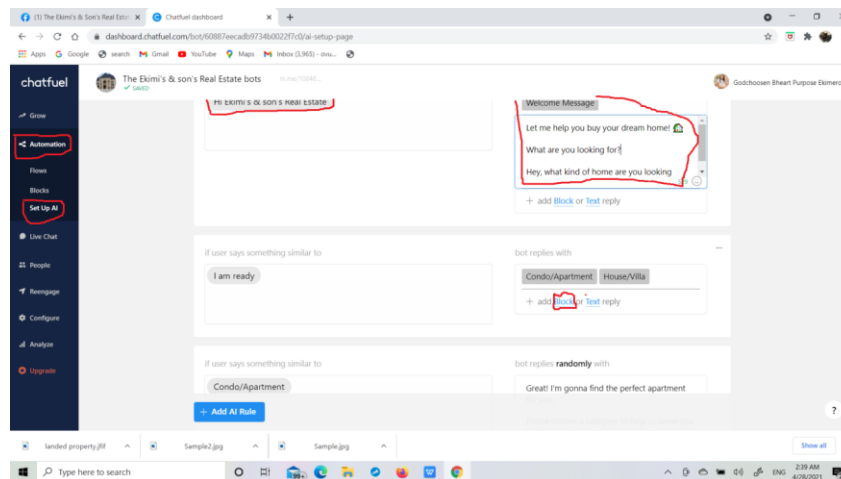 (1) The Ekimi's & Son's Real Estat
Chatfuel dashboard
dashboard.chatfuel.com/bot/60887eecadb9734b0022f7c0/ai-setup-page
Apps
Google
search
Gmail
YouTube
Maps
Inbox (3,965) - ovu...
chatfuel
The Ekimi's & son's Real Estate bots
SAVED
Godchoosen Bheart Purpose Ekimero
Grow
Automation
Flows
Blocks
Set Up AI
Live Chat
People
Reengage
Configure
Analyze
Upgrade
Hi Ekimi's & son's Real Estate
Welcome Message
Let me help you buy your dream home! 🏡
What are you looking for?
Hey, what kind of home are you looking
+ add Block or Text reply
if user says something similar to
bot replies with
I am ready
Condo/Apartment House/Villa
+ add Block or Text reply
if user says something similar to
bot replies randomly with
Condo/Apartment
Great! I'm gonna find the perfect apartment
+ Add AI Rule
?
landed property.jfif
Sample2.jpg
Sample.jpg
Show all
Type here to search
99+
ENG
2:39 AM
4/28/2021